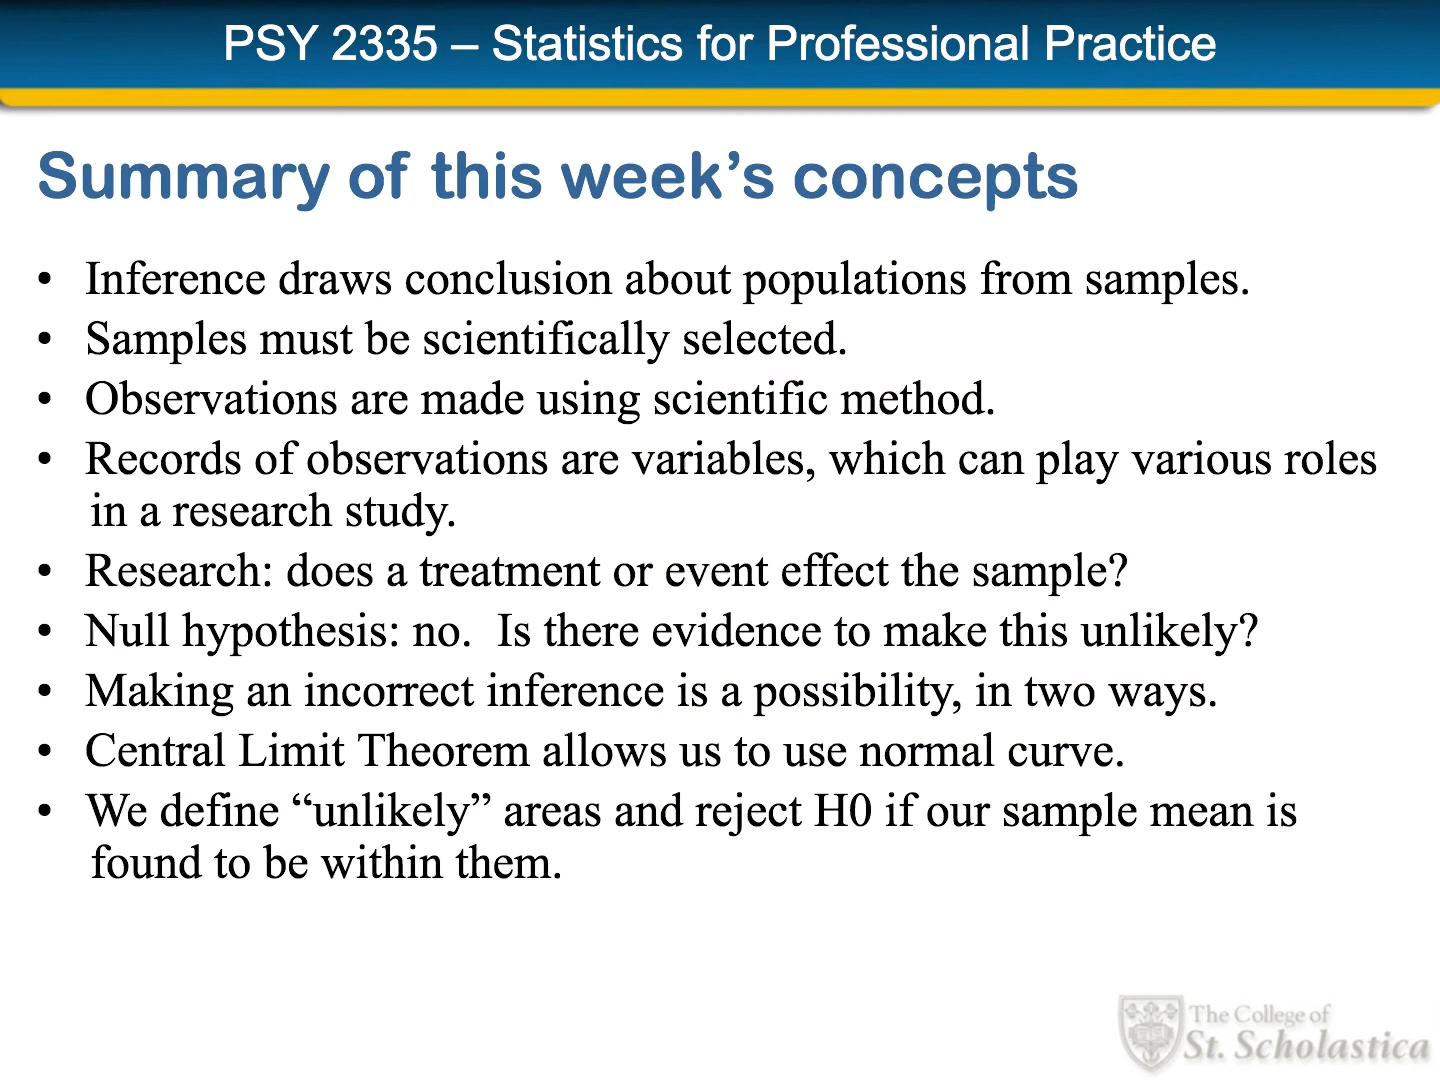 PSY 2335 – Statistics for Professional Practice
Summary of this week’s concepts
• Inference draws conclusion about populations from samples.
• Samples must be scientifically selected.
• Observations are made using scientific method.
• Records of observations are variables, which can play various roles
in a research study.
• Research: does a treatment or event effect the sample?
• Null hypothesis: no.  Is there evidence to make this unlikely?
• Making an incorrect inference is a possibility, in two ways.
• Central Limit Theorem allows us to use normal curve.
• We define “unlikely” areas and reject H0 if our sample mean is
found to be within them.
The College of
St. Scholastica